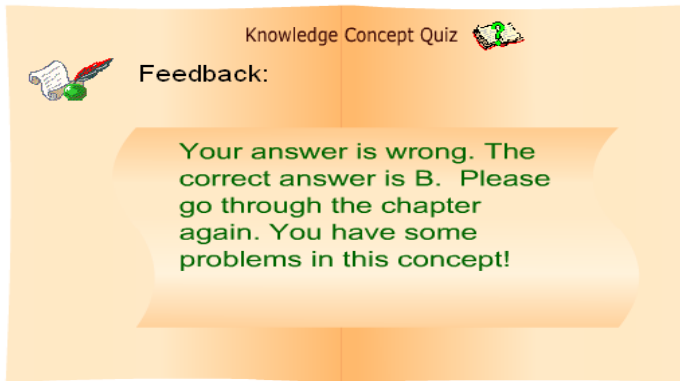 Knowledge Concept Quiz
Feedback:
Your answer is wrong. The
correct answer is B.  Please
go through the chapter
again. You have some
problems in this concept!